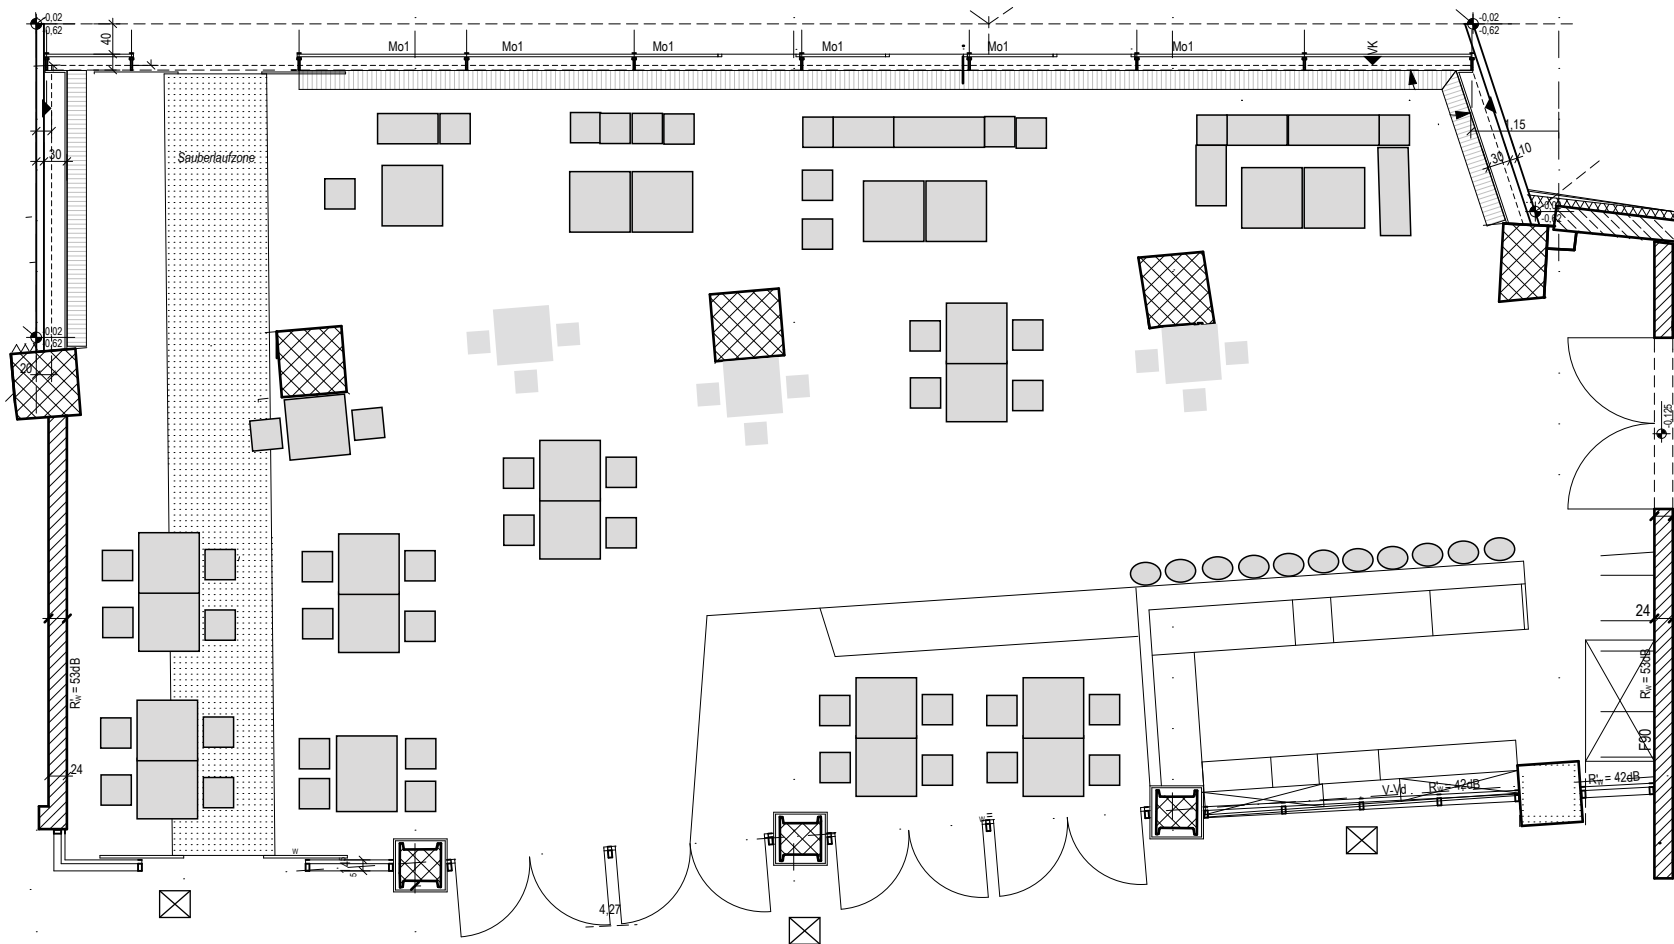 -0,02
0,62
40
Mo1
Mo1
Mo1
Mo1
Mo1
Mo1
VK
-0,02
-0,62
1,15
30
10
30
Sauberlaufzone
-0,62
-0,02
0,62
20
-0,125
R'w = 53dB
24
24
R'w = 53dB
F90
V-Vd
R'w = 42dB
R'w = 42dB
W
4,27